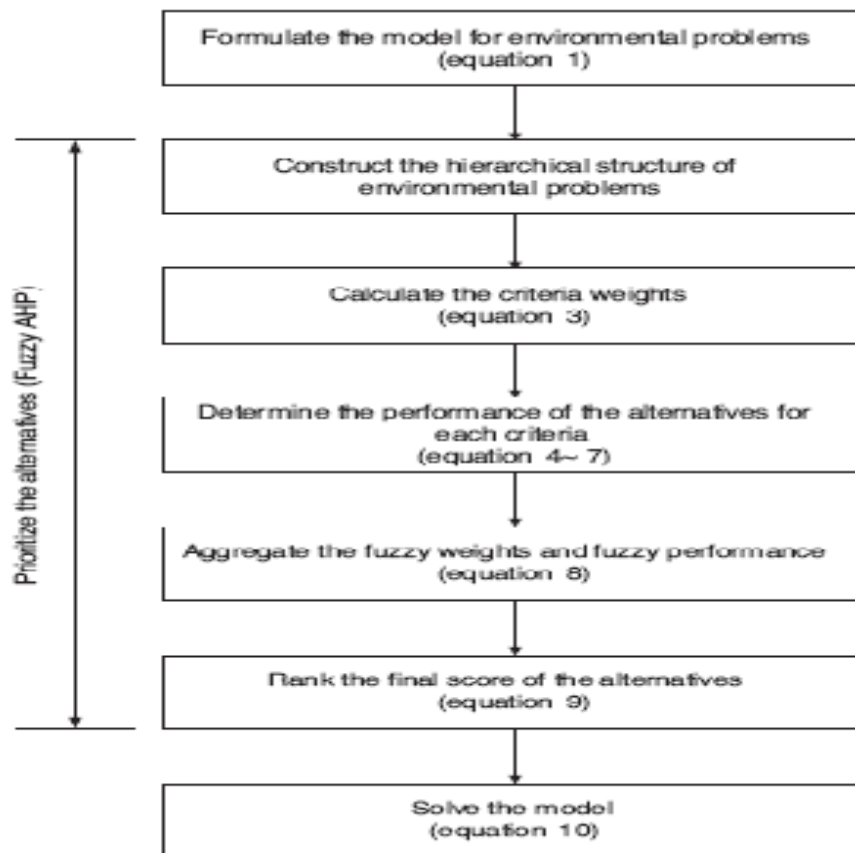 Formulate the model for environmental problems
(equation 1)
Construct the hierarchical structure of
environmental problems
Calculate the criteria weights
(equation 3)
Determine the performance of the alternatives for
each criteria
(equation 4~ 7)
Aggregate the fuzzy weights and fuzzy performance
(equation 8)
Rank the final score of the alternatives
(equation 9)
Solve the model
(equation 10)
Prioritize the alternatives (Fuzzy AHP)